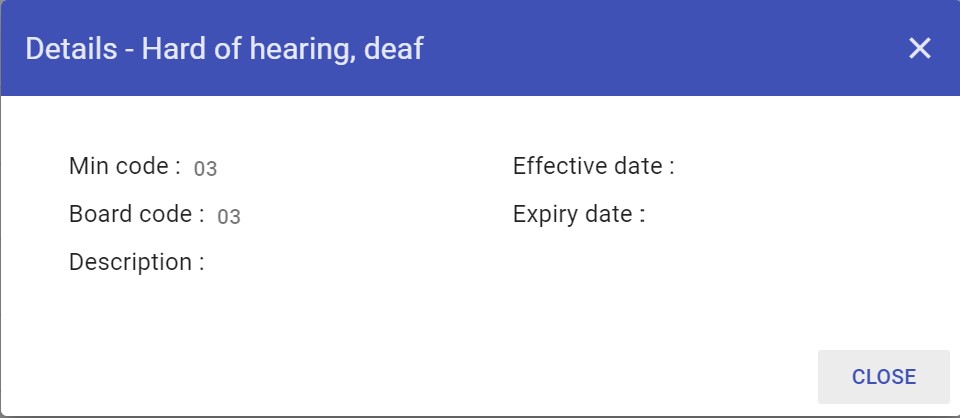 Details - Hard of hearing, deaf
Min code : 03
Effective date :
Board code : 03
Expiry date :
Description :
CLOSE